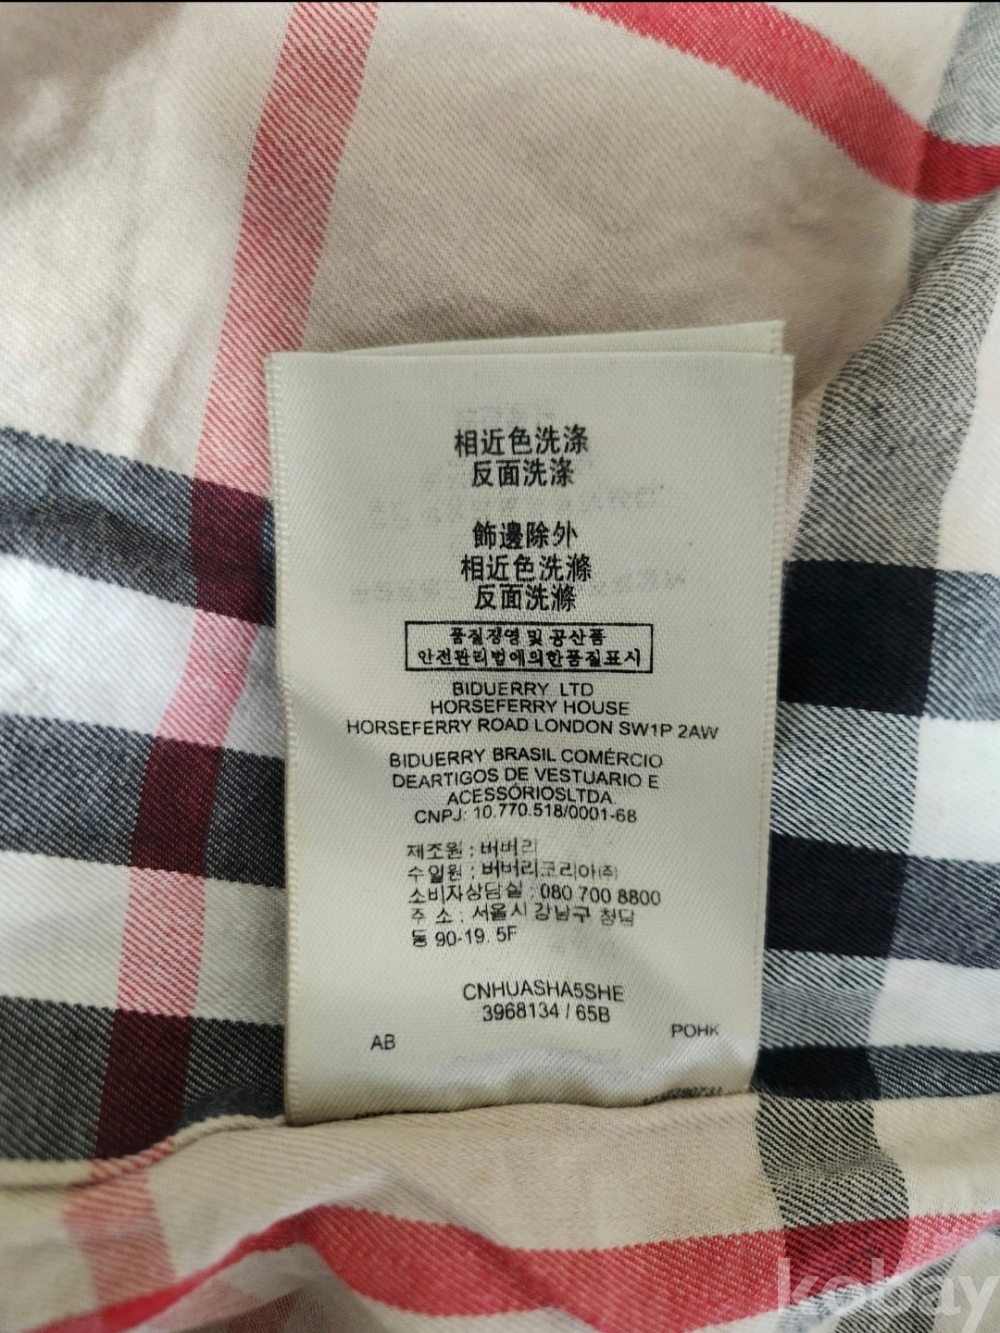 相近色洗涤
反面洗涤
飾邊除外
相近色洗滌
反面洗滌
품질경영 및 공산품
안전관리법에의한품질표시
BIDUERRY LTD
HORSEFERRY HOUSE
HORSEFERRY ROAD LONDON SW1P 2AW
BIDUERRY BRASIL COMÉRCIO
DEARTIGOS DE VESTUARIO E
ACESSÓRIOSLTDA
CNPJ: 10.770.518/0001-68
제조원 : 버버리
수일원 : 버버리코리아(주)
소비자상담실 : 080 700 8800
주 소 : 서울시 강남구 청담
동 90-19. 5F
CNHUASHA5SHE
3968134 / 65B
AB
POHK
kobay